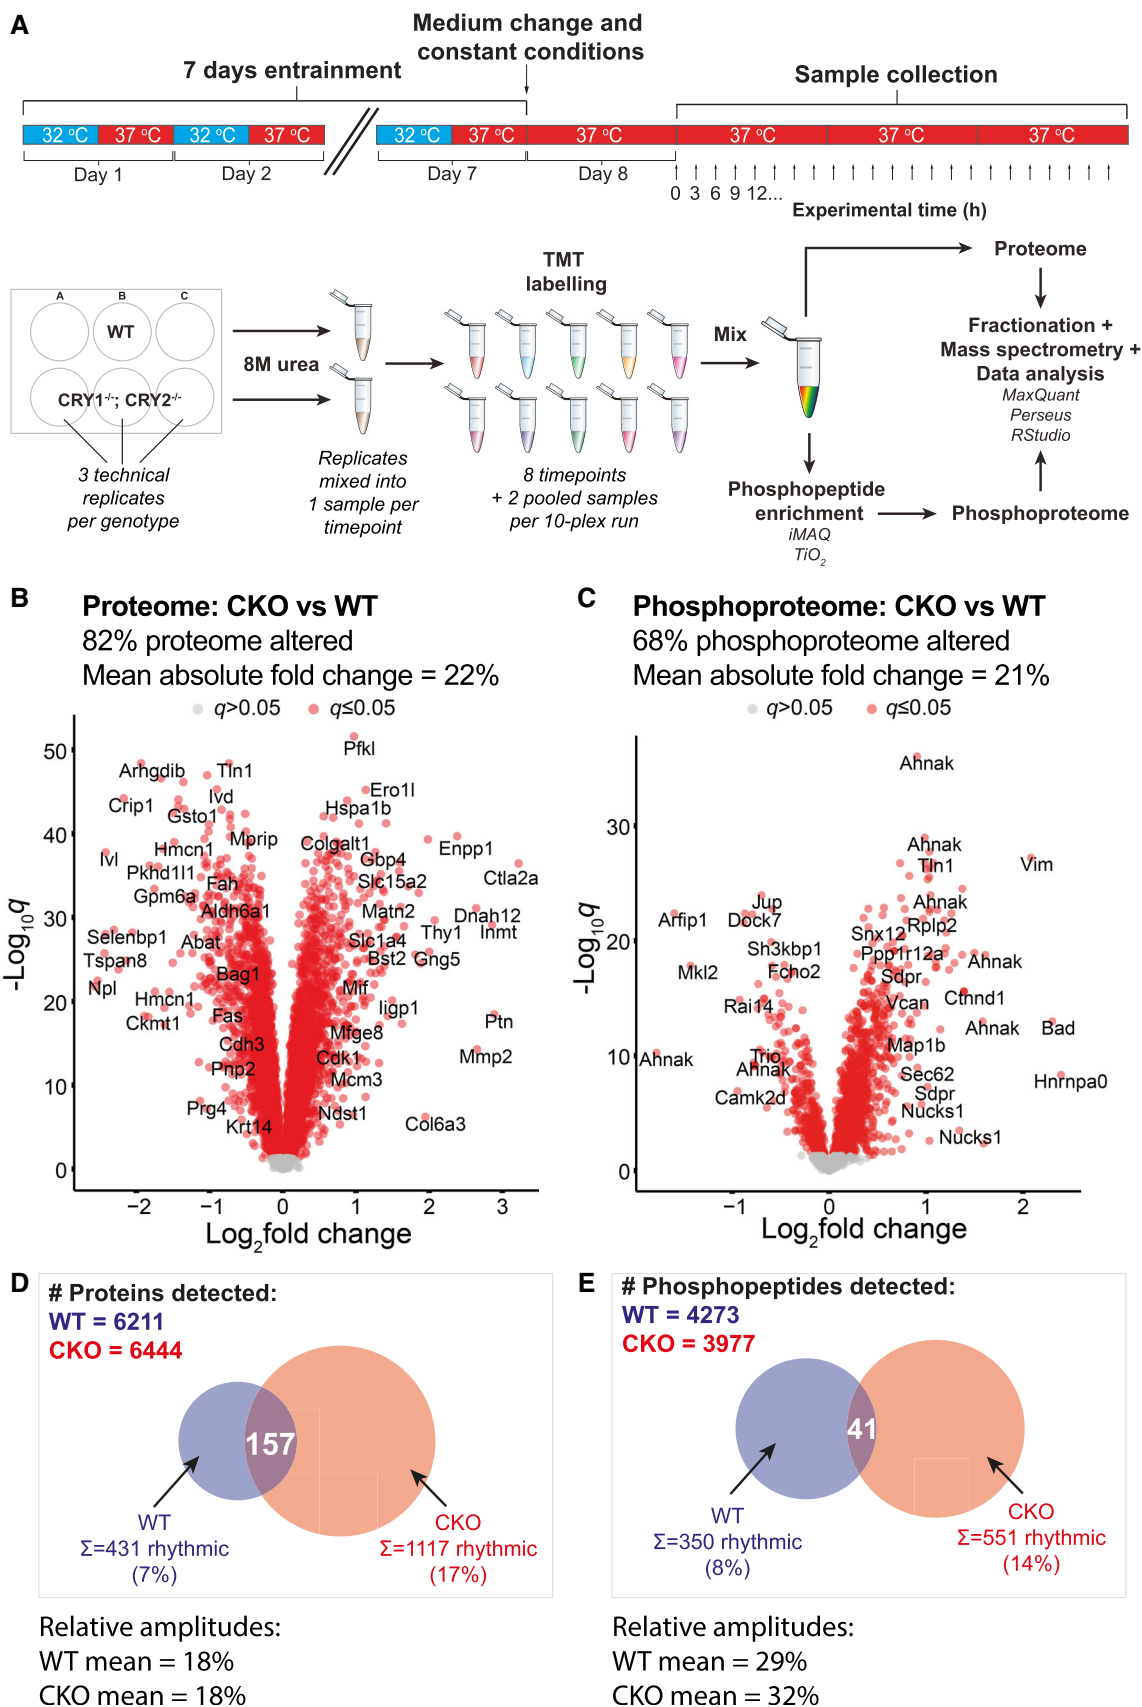 A
Medium change and
constant conditions
7 days entrainment
Sample collection
32 °C
37 °C
32 °C
37 °C
32 °C
37 °C
37 °C
37 °C
37 °C
37 °C
Day 1
Day 2
Day 7
Day 8
0 3 6 9 12...
Experimental time (h)
A
B
C
WT
CRY1-/-; CRY2-/-
3 technical
replicates
per genotype
8M urea
Replicates
mixed into
1 sample per
timepoint
TMT
labelling
8 timepoints
+ 2 pooled samples
per 10-plex run
Mix
Proteome
Fractionation +
Mass spectrometry +
Data analysis
MaxQuant
Perseus
RStudio
Phosphopeptide
enrichment
iMAQ
TiO2
Phosphoproteome
B
Proteome: CKO vs WT
82% proteome altered
Mean absolute fold change = 22%
q>0.05
q≤0.05
-Log10q
50
40
30
20
10
0
Pfkl
Arhgdib
Tln1
Ero1l
Ivd
Crip1
Hspa1b
Gsto1
Mprip
Colgalt1
Hmcn1
Enpp1
Ivl
Gbp4
Pkhd1l1
Ctla2a
Fah
Slc15a2
Gpm6a
Aldh6a1
Matn2
Dnah12
Thy1
Inmt
Selenbp1
Abat
Slc1a4
Tspan8
Bst2
Gng5
Bag1
Npl
Mif
Hmcn1
Iigp1
Fas
Ckmt1
Ptn
Mfge8
Cdh3
Cdk1
Mmp2
Pnp2
Mcm3
Prg4
Ndst1
Krt14
Col6a3
−2
−1
0
1
2
3
Log2fold change
C
Phosphoproteome: CKO vs WT
68% phosphoproteome altered
Mean absolute fold change = 21%
q>0.05
q≤0.05
-Log10q
30
20
10
0
Ahnak
Ahnak
Tln1
Vim
Jup
Ahnak
Arfip1
Dock7
Rplp2
Snx12
Sh3kbp1
Ppp1r12a
Ahnak
Mkl2
Fcho2
Sdpr
Rai14
Vcan
Ctnnd1
Ahnak
Bad
Map1b
Ahnak
Trio
Ahnak
Sec62
Hnrnpa0
Camk2d
Sdpr
Nucks1
Nucks1
−1
0
1
2
Log2fold change
D
# Proteins detected:
WT = 6211
CKO = 6444
157
WT
Σ=431 rhythmic
(7%)
CKO
Σ=1117 rhythmic
(17%)
Relative amplitudes:
WT mean = 18%
CKO mean = 18%
E
# Phosphopeptides detected:
WT = 4273
CKO = 3977
41
WT
Σ=350 rhythmic
(8%)
CKO
Σ=551 rhythmic
(14%)
Relative amplitudes:
WT mean = 29%
CKO mean = 32%